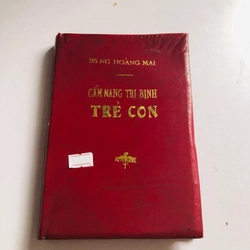 BS NG HOÀNG MAI
CẨM NANG TRỊ BỊNH
TRẺ CON